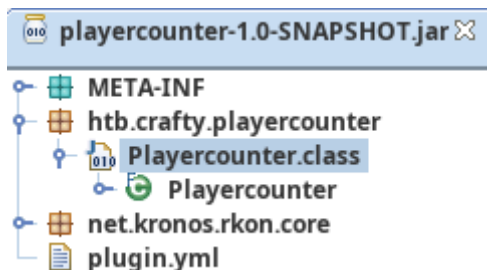 playercounter-1.0-SNAPSHOT.jar
META-INF
htb.crafty.playercounter
Playercounter.class
Playercounter
net.kronos.rkon.core
plugin.yml